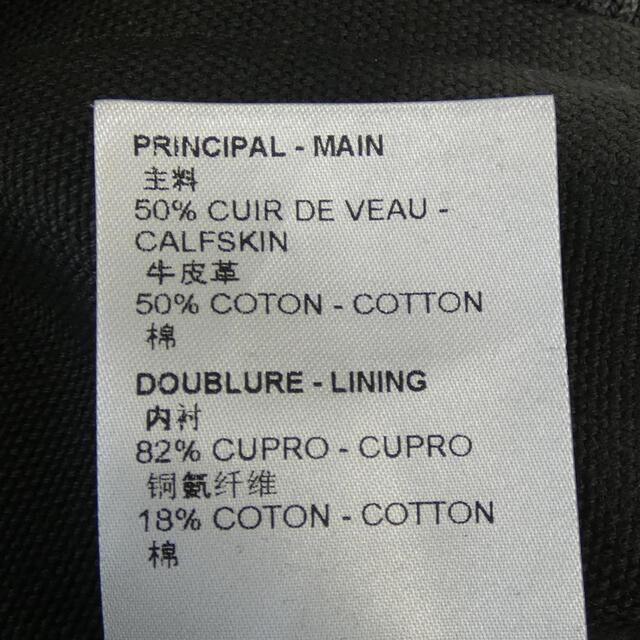 PRINCIPAL - MAIN
主料
50% CUIR DE VEAU -
CALFSKIN
牛皮革
50% COTON - COTTON
棉
DOUBLURE - LINING
内衬
82% CUPRO - CUPRO
铜氨纤维
18% COTON - COTTON
棉